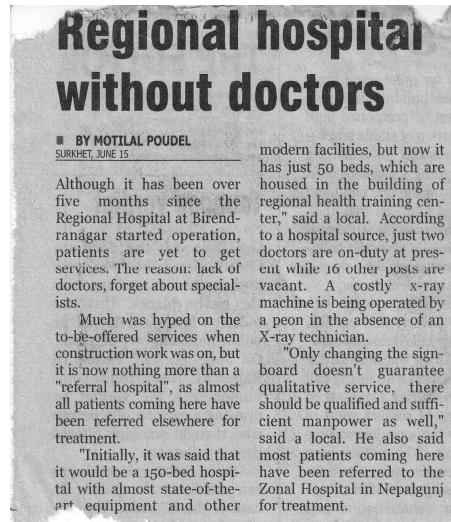 Regional hospital
without doctors
BY MOTILAL POUDEL
SURKHET, JUNE 15
Although it has been over
five months since the
Regional Hospital at Birend-
ranagar started operation,
patients are yet to get
services. The reason: lack of
doctors, forget about special-
ists.
Much was hyped on the
to-be-offered services when
construction work was on, but
it is now nothing more than a
"referral hospital", as almost
all patients coming here have
been referred elsewhere for
treatment.
"Initially, it was said that
it would be a 150-bed hospi-
tal with almost state-of-the-
art equipment and other
modern facilities, but now it
has just 50 beds, which are
housed in the building of
regional health training cen-
ter," said a local. According
to a hospital source, just two
doctors are on-duty at pres-
ent while 16 other posts are
vacant. A costly x-ray
machine is being operated by
a peon in the absence of an
X-ray technician.
"Only changing the sign-
board doesn't guarantee
qualitative service, there
should be qualified and suffi-
cient manpower as well,"
said a local. He also said
most patients coming here
have been referred to the
Zonal Hospital in Nepalgunj
for treatment.